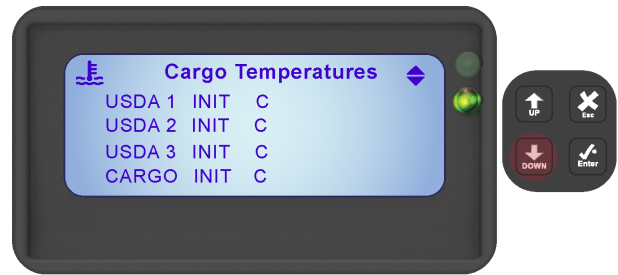 Cargo Temperatures
USDA 1 INIT C
USDA 2 INIT C
USDA 3 INIT C
CARGO INIT C
UP
Esc
DOWN
Enter